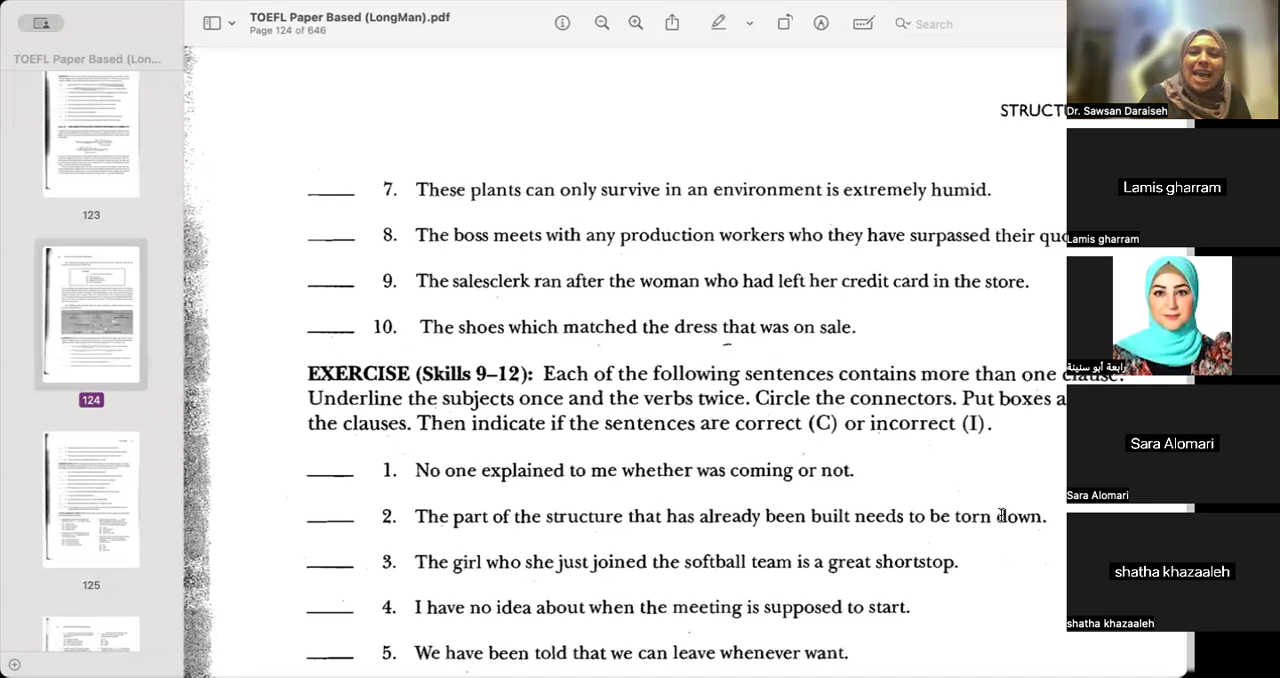 TOEFL Paper Based (LongMan).pdf
Page 124 of 646
Search
TOEFL Paper Based (Lon...
123
124
125
STRUCT
7. These plants can only survive in an environment is extremely humid.
8. The boss meets with any production workers who they have surpassed their quo
9. The salesclerk ran after the woman who had left her credit card in the store.
10. The shoes which matched the dress that was on sale.
EXERCISE (Skills 9–12): Each of the following sentences contains more than one clause.
Underline the subjects once and the verbs twice. Circle the connectors. Put boxes a
the clauses. Then indicate if the sentences are correct (C) or incorrect (I).
1. No one explained to me whether was coming or not.
2. The part of the structure that has already been built needs to be torn down.
3. The girl who she just joined the softball team is a great shortstop.
4. I have no idea about when the meeting is supposed to start.
5. We have been told that we can leave whenever want.
Dr. Sawsan Daraiseh
Lamis gharram
Lamis gharram
رابعة أبو سنينة
Sara Alomari
Sara Alomari
shatha khazaaleh
shatha khazaaleh